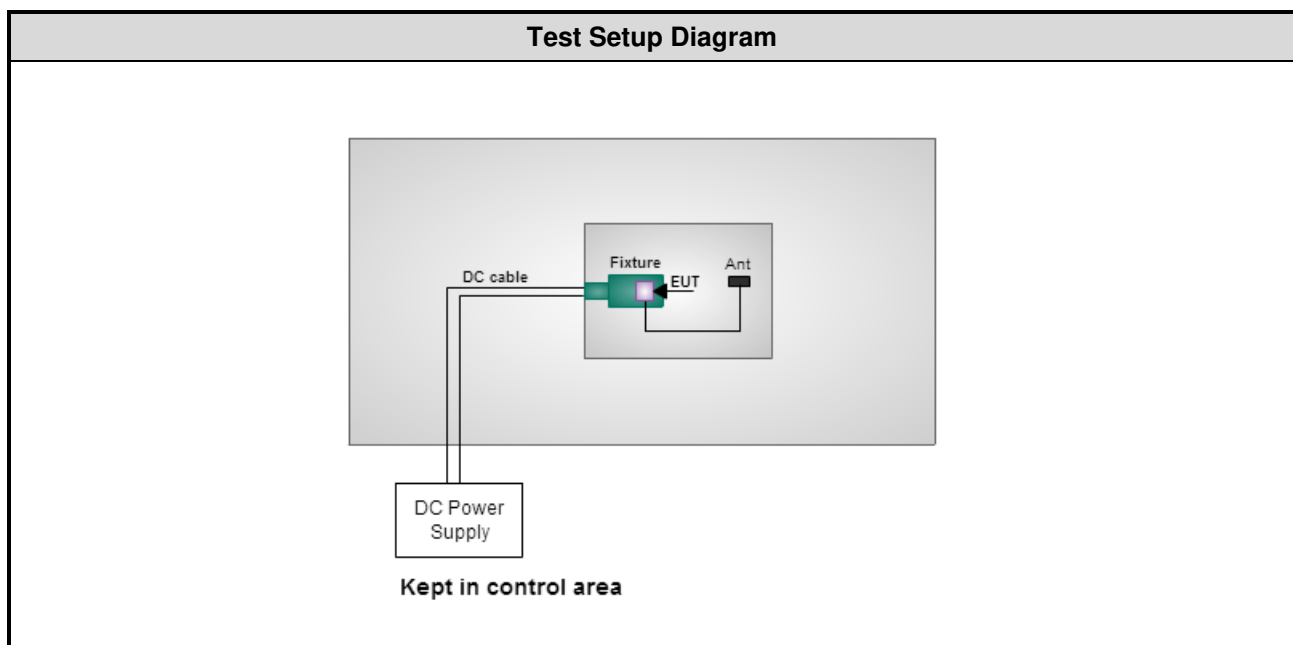 Test Setup Diagram
Fixture
Ant
DC cable
EUT
DC Power
Supply
Kept in control area